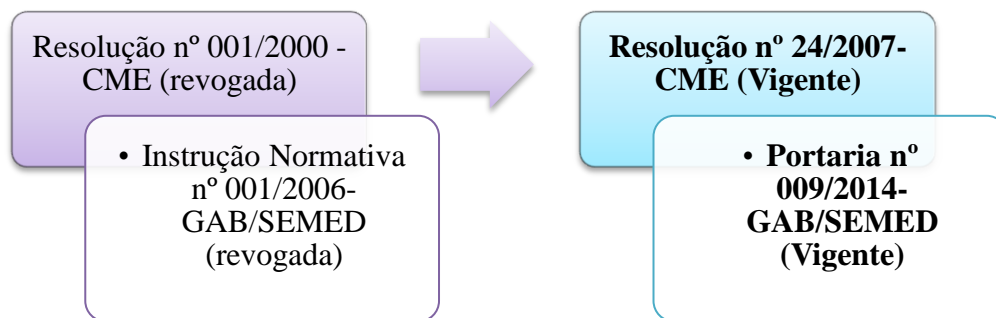 Resolução nº 001/2000 -
CME (revogada)
• Instrução Normativa
nº 001/2006-
GAB/SEMED
(revogada)
Resolução nº 24/2007-
CME (Vigente)
• Portaria nº
009/2014-
GAB/SEMED
(Vigente)